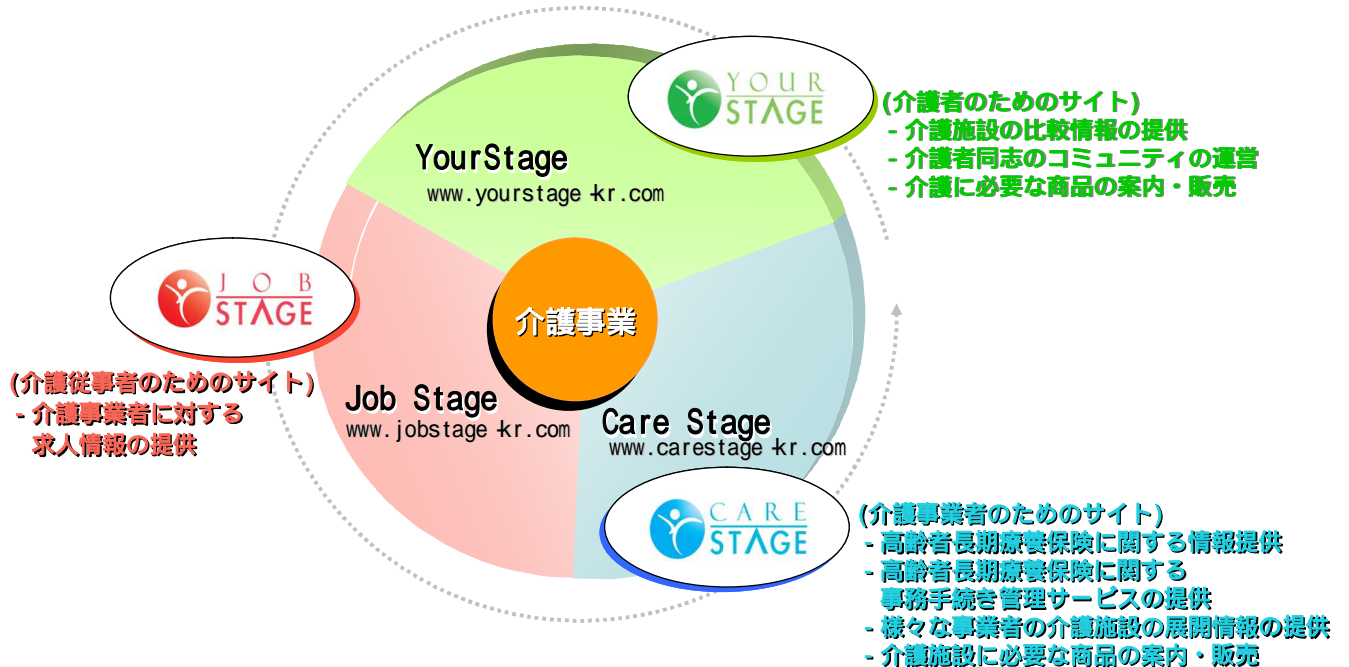 YOUR
STAGE
(介護者のためのサイト)
- 介護施設の比較情報の提供
- 介護者同志のコミュニティの運営
- 介護に必要な商品の案内・販売
YourStage
www.yourstage-kr.com
JOB
STAGE
介護事業
(介護従事者のためのサイト)
- 介護事業者に対する
求人情報の提供
Job Stage
www.jobstage-kr.com
Care Stage
www.carestage-kr.com
CARE
STAGE
(介護事業者のためのサイト)
- 高齢者長期療養保険に関する情報提供
- 高齢者長期療養保険に関する
事務手続き管理サービスの提供
- 様々な事業者の介護施設の展開情報の提供
- 介護施設に必要な商品の案内・販売